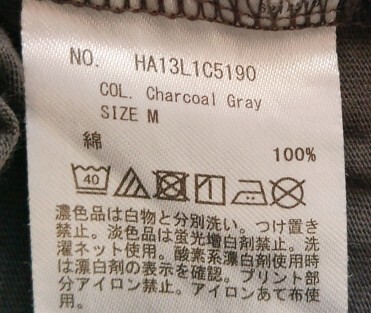 NO. HA13L1C5190
COL. Charcoal Gray
SIZE M
綿 100%
40
濃色品は白物と分別洗い。つけ置き
禁止。淡色品は蛍光増白剤禁止。洗
濯ネット使用。酸素系漂白剤使用時
は漂白剤の表示を確認。プリント部
分アイロン禁止。アイロンあて布使
用。